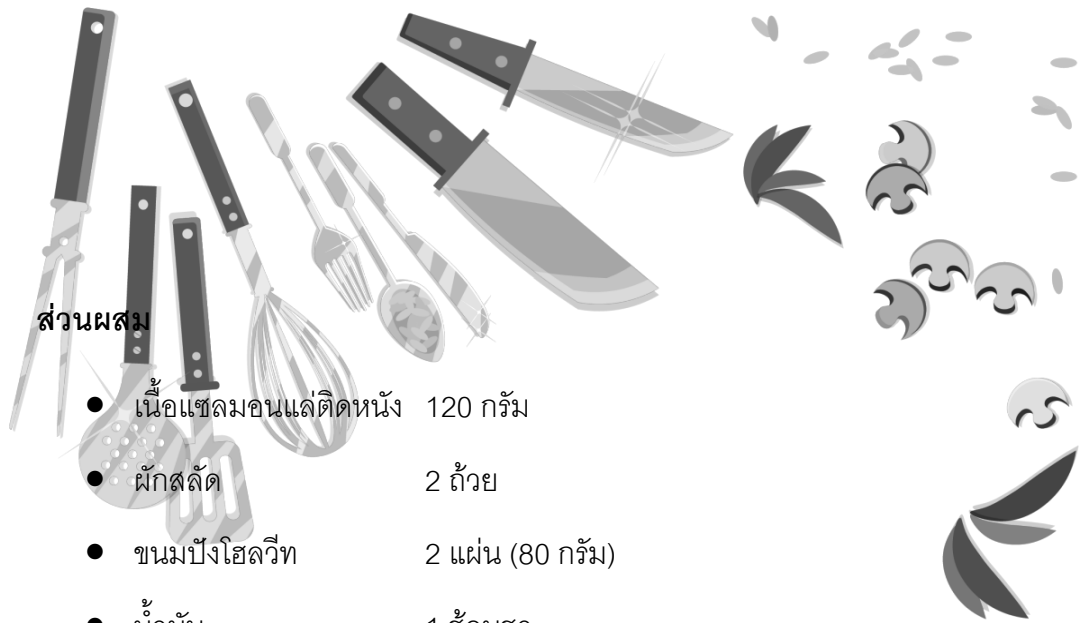 ส่วนผสม
● เนื้อแซลมอนแล่ติดหนัง 120 กรัม
● ผักสลัด 2 ถ้วย
● ขนมปังโฮลวีท 2 แผ่น (80 กรัม)